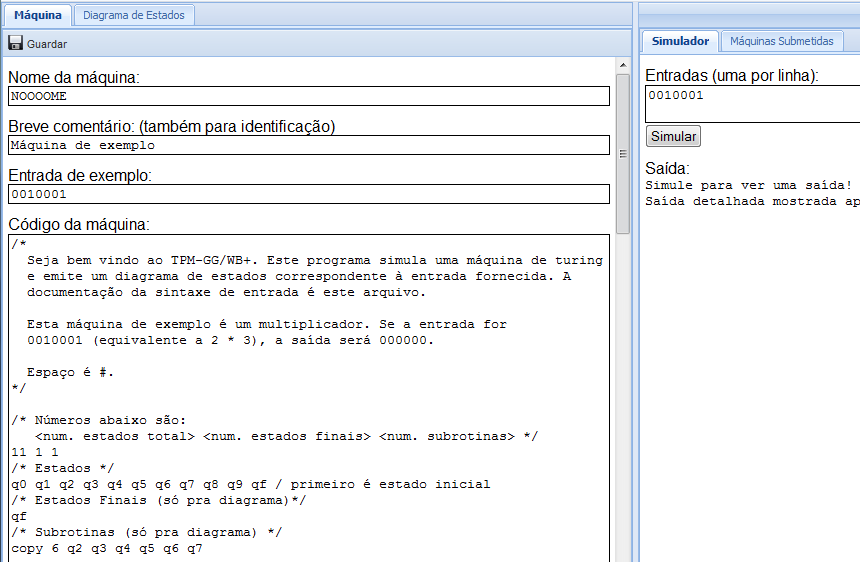 Máquina
Diagrama de Estados
Guardar
Nome da máquina:
NOOOOME
Breve comentário: (também para identificação)
Máquina de exemplo
Entrada de exemplo:
0010001
Código da máquina:
/*
Seja bem vindo ao TPM-GG/WB+. Este programa simula uma máquina de turing
e emite um diagrama de estados correspondente à entrada fornecida. A
documentação da sintaxe de entrada é este arquivo.
Esta máquina de exemplo é um multiplicador. Se a entrada for
0010001 (equivalente a 2 * 3), a saída será 000000.
Espaço é #.
*/
/* Números abaixo são:
<num. estados total> <num. estados finais> <num. subrotinas> */
11 1 1
/* Estados */
q0 q1 q2 q3 q4 q5 q6 q7 q8 q9 qf / primeiro é estado inicial
/* Estados Finais (só pra diagrama)*/
qf
/* Subrotinas (só pra diagrama) */
copy 6 q2 q3 q4 q5 q6 q7
Simulador
Máquinas Submetidas
Entradas (uma por linha):
0010001
Simular
Saída:
Simule para ver uma saída!
Saída detalhada mostrada ap